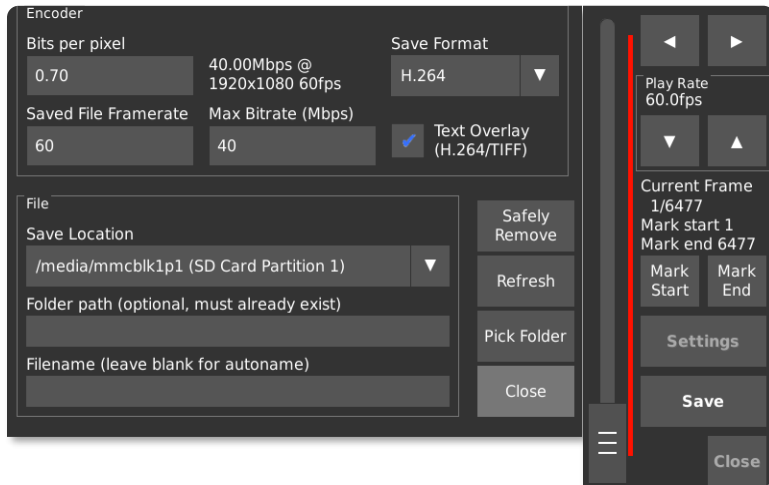 Encoder
Bits per pixel
0.70
40.00Mbps @
1920x1080 60fps
Save Format
H.264
Saved File Framerate
60
Max Bitrate (Mbps)
40
Text Overlay
(H.264/TIFF)
File
Save Location
/media/mmcblk1p1 (SD Card Partition 1)
Folder path (optional, must already exist)
Filename (leave blank for autoname)
Safely
Remove
Refresh
Pick Folder
Close
Play Rate
60.0fps
Current Frame
1/6477
Mark start 1
Mark end 6477
Mark
Start
Mark
End
Settings
Save
Close